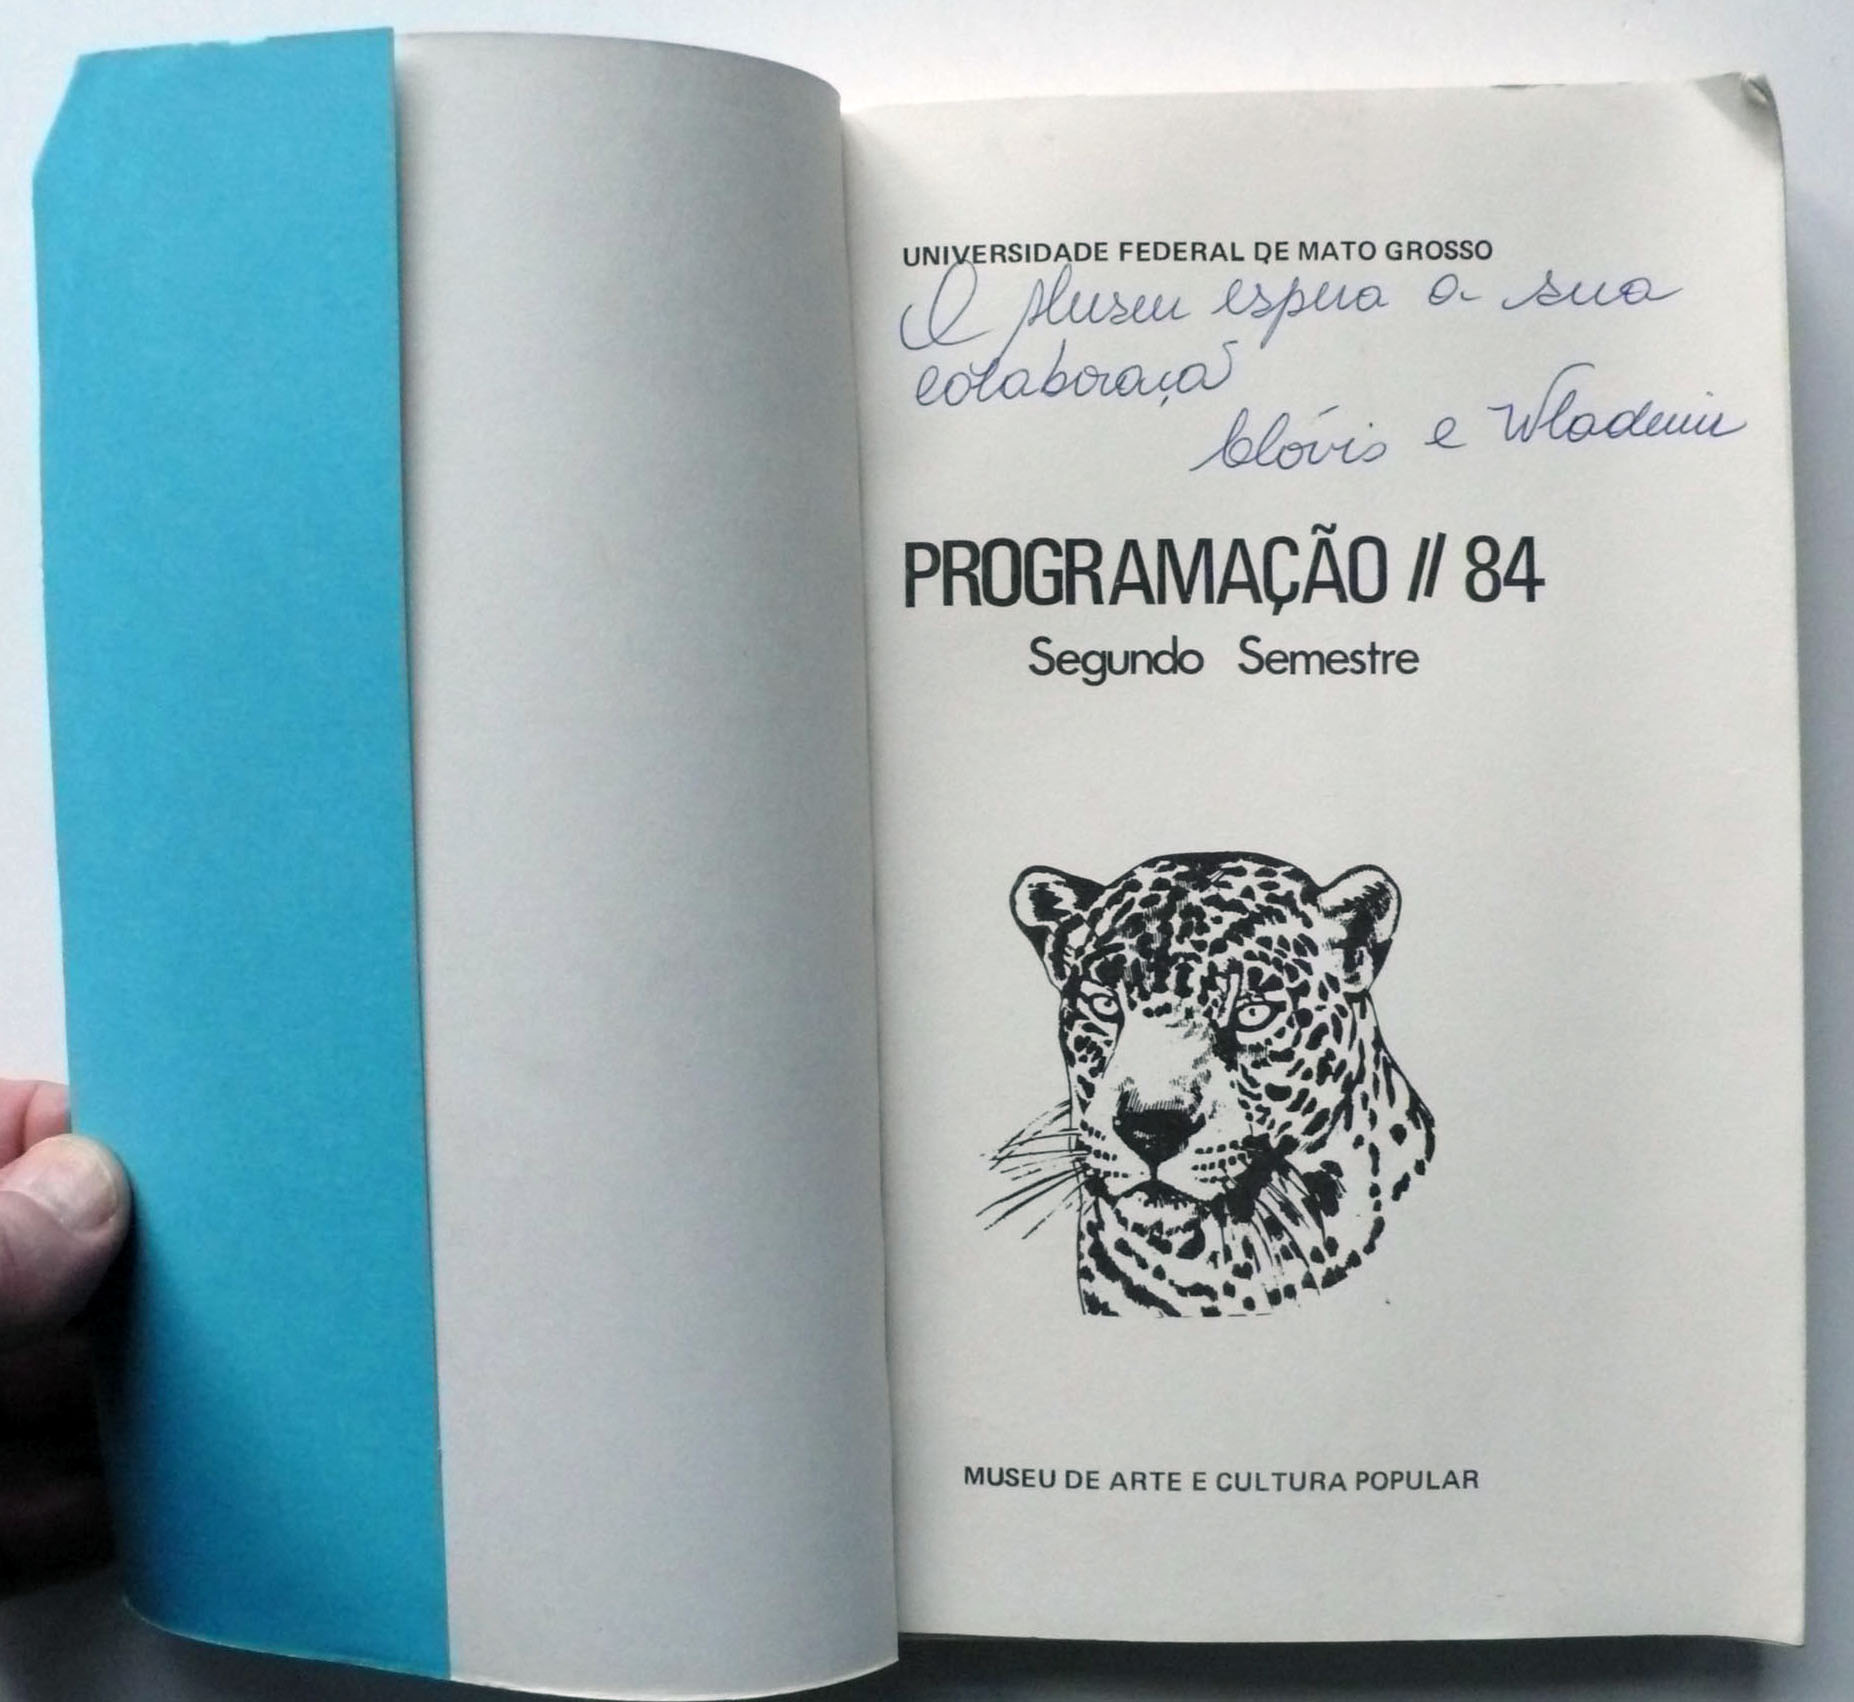 UNIVERSIDADE FEDERAL DE MATO GROSSO
O Museu espera a sua
colaboração
Clóvis e Wlademir
PROGRAMAÇÃO // 84
Segundo Semestre
MUSEU DE ARTE E CULTURA POPULAR